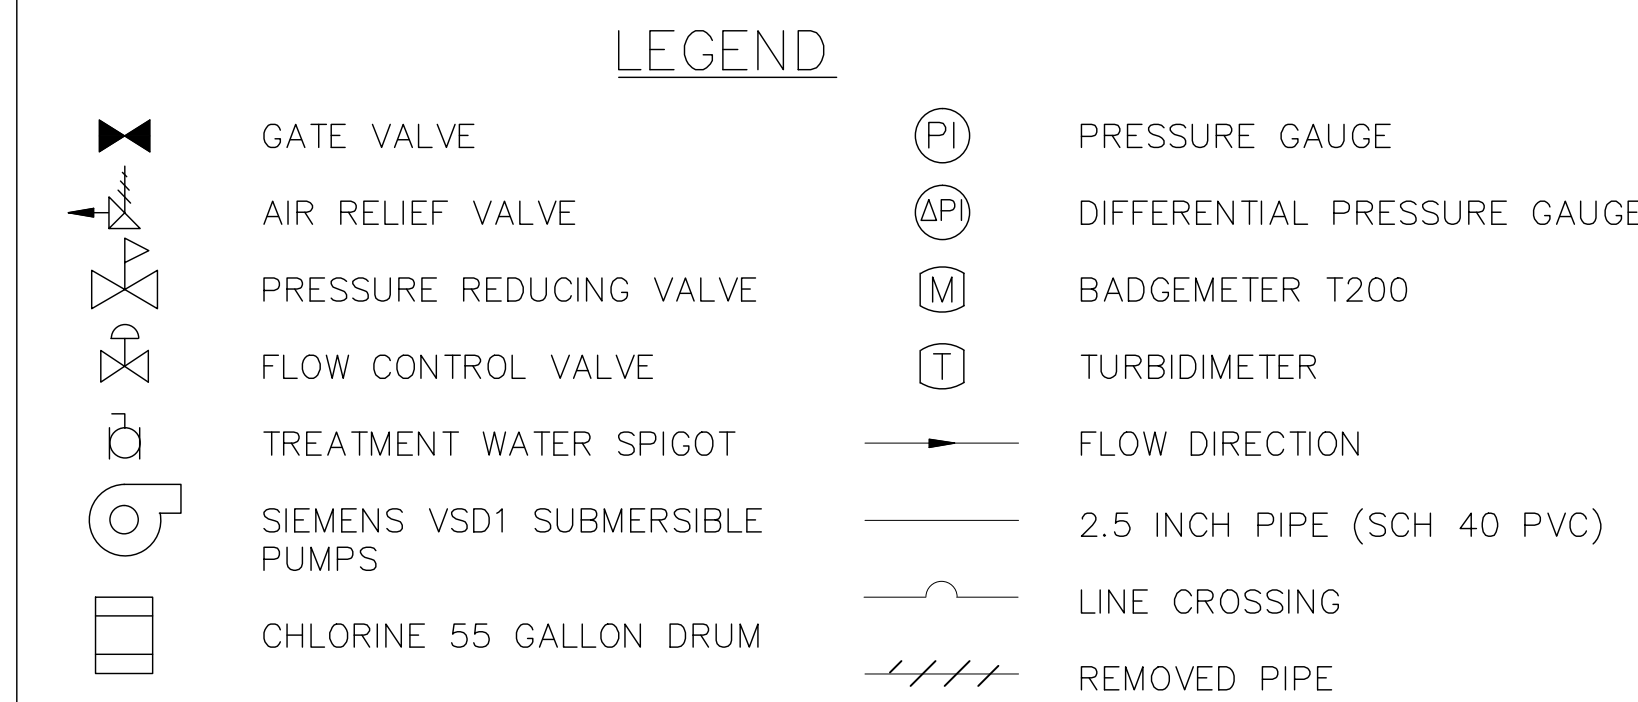 LEGEND
GATE VALVE
AIR RELIEF VALVE
PRESSURE REDUCING VALVE
FLOW CONTROL VALVE
TREATMENT WATER SPIGOT
SIEMENS VSD1 SUBMERSIBLE
PUMPS
CHLORINE 55 GALLON DRUM
PI PRESSURE GAUGE
ΔPI DIFFERENTIAL PRESSURE GAUGE
M BADGEMETER T200
T TURBIDIMETER
FLOW DIRECTION
2.5 INCH PIPE (SCH 40 PVC)
LINE CROSSING
REMOVED PIPE